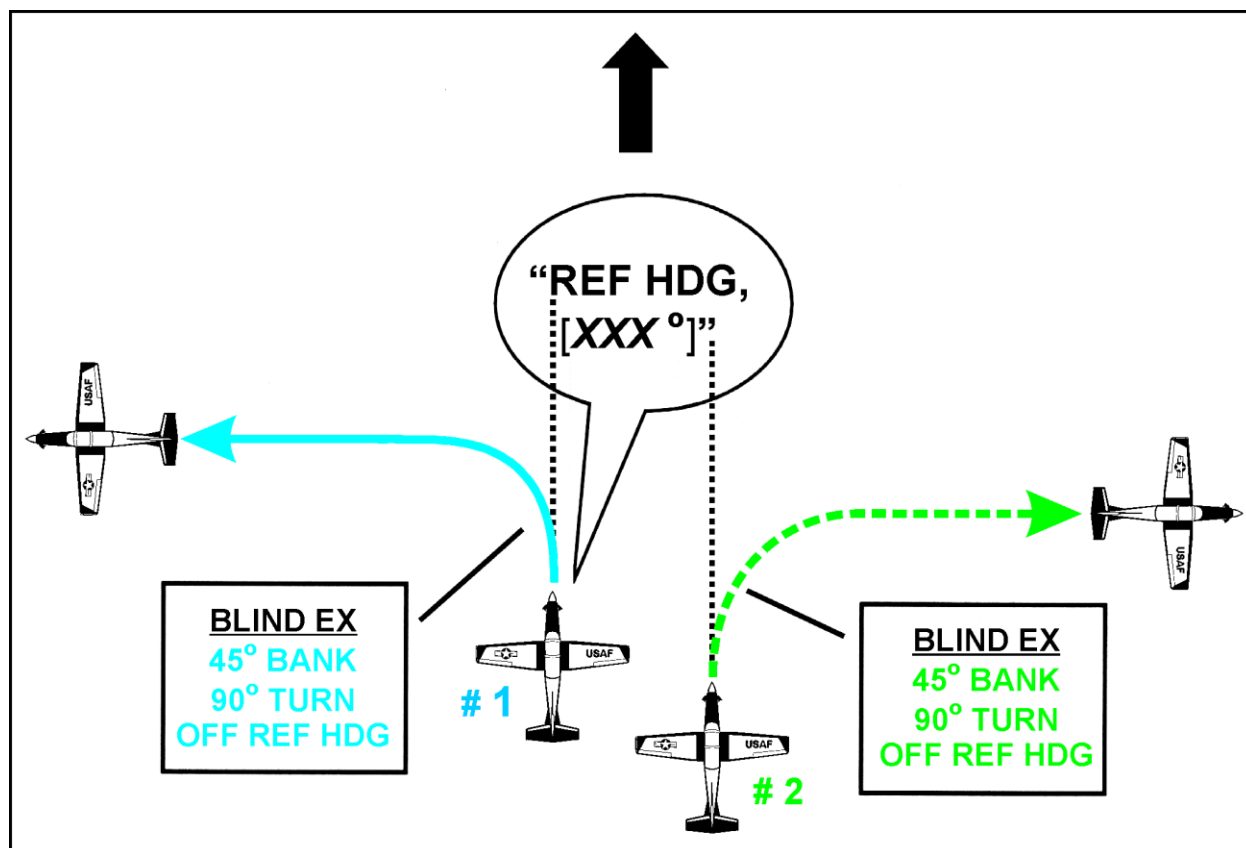 “REF HDG,
[XXX °]”
USAF
USAF
BLIND EX
45° BANK
90° TURN
OFF REF HDG
# 1
USAF
USAF
# 2
BLIND EX
45° BANK
90° TURN
OFF REF HDG